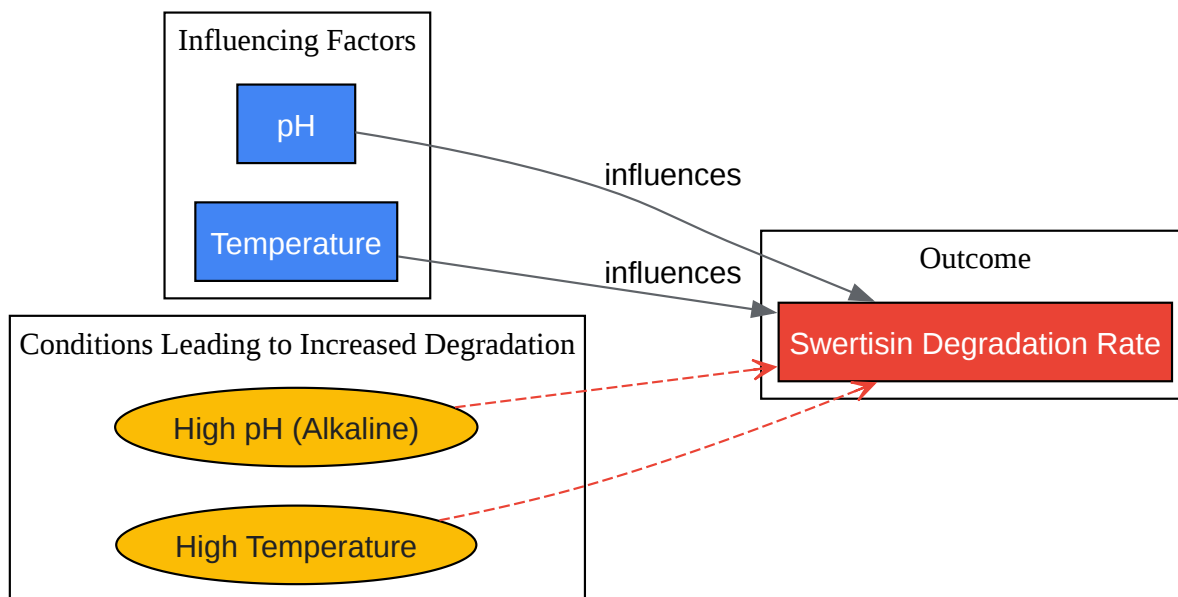 Influencing Factors
pH
influences
Temperature
influences
Outcome
Swertisin Degradation Rate
Conditions Leading to Increased Degradation
High pH (Alkaline)
High Temperature